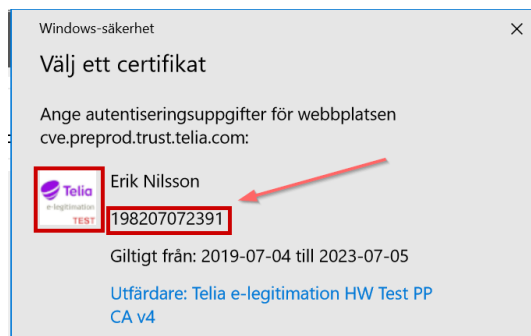 Windows-säkerhet
Välj ett certifikat
Ange autentiseringsuppgifter för webbplatsen
cve.preprod.trust.telia.com:
Telia
e-legitimation
TEST
Erik Nilsson
198207072391
Giltigt från: 2019-07-04 till 2023-07-05
Utfärdare: Telia e-legitimation HW Test PP
CA v4